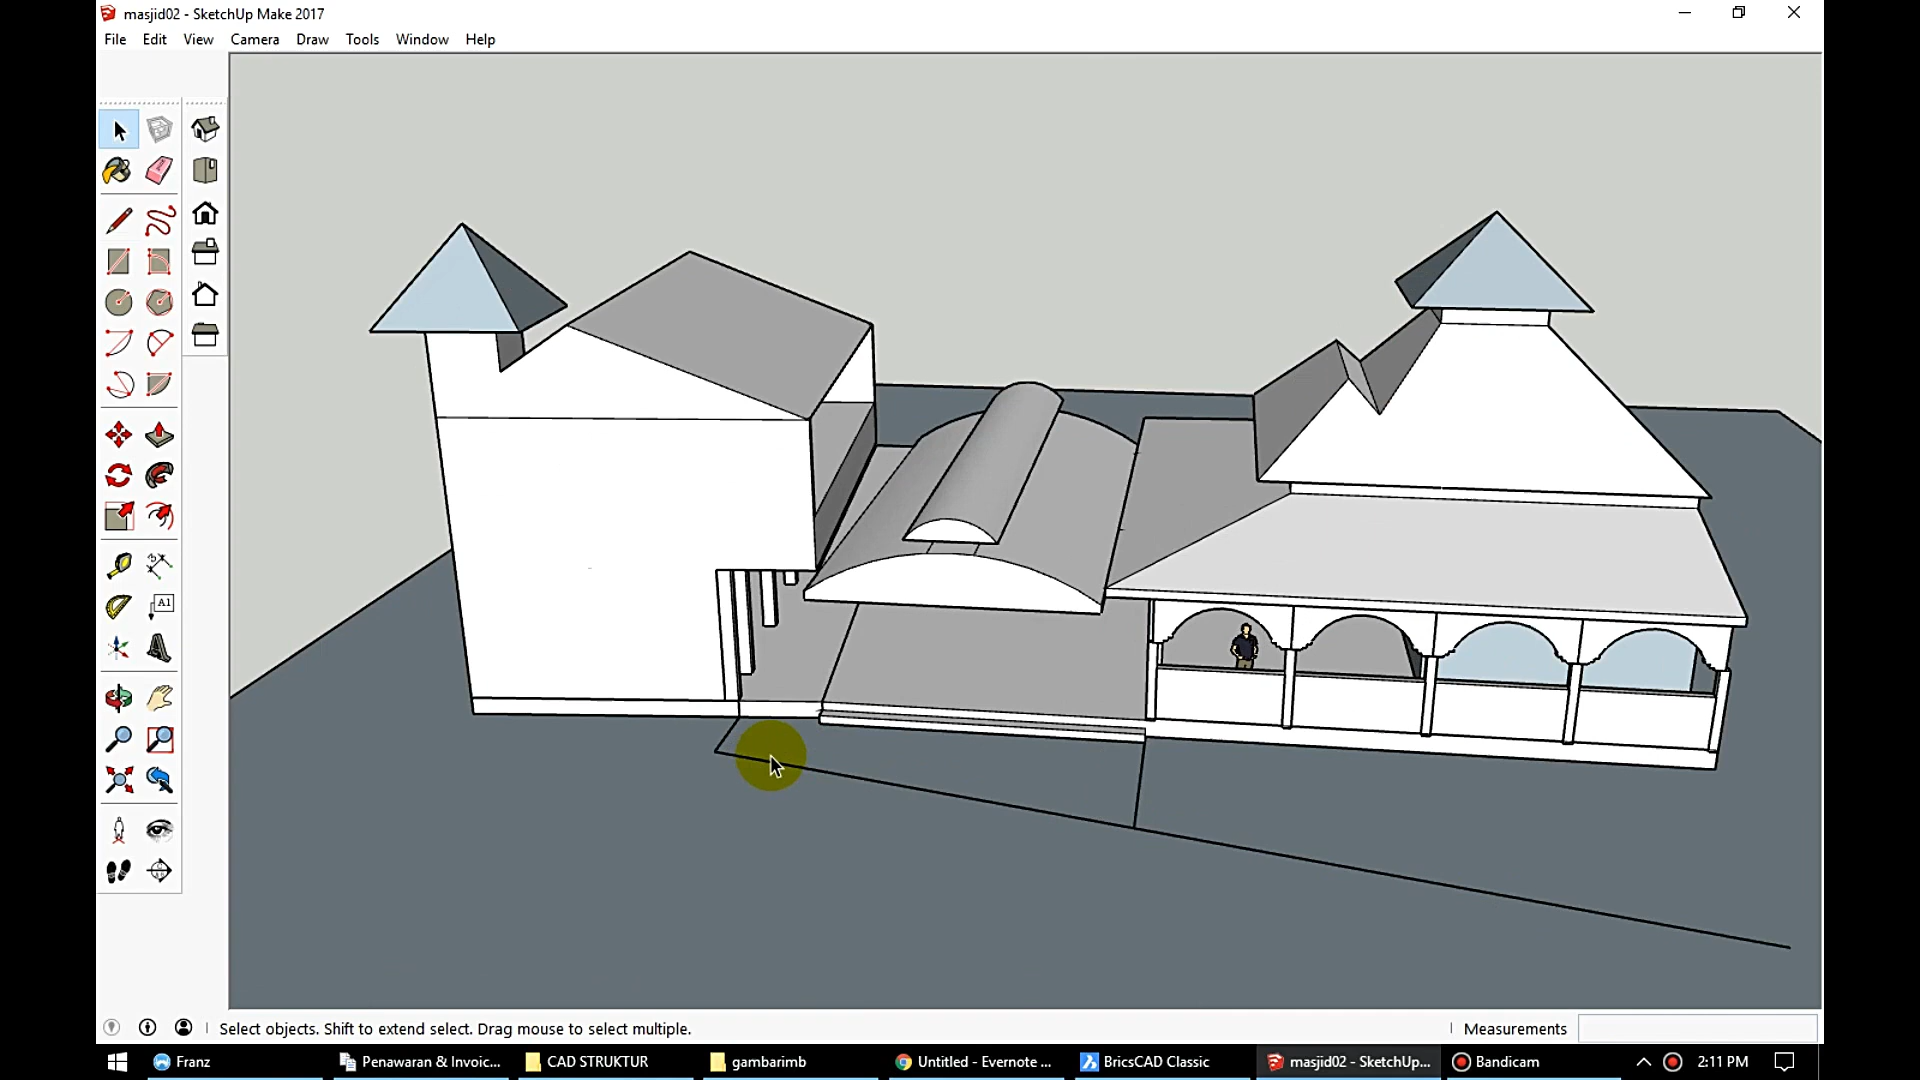 masjid02 - SketchUp Make 2017
File Edit View Camera Draw Tools Window Help
A1
Select objects. Shift to extend select. Drag mouse to select multiple.
Measurements
Franz
Penawaran & Invoic...
CAD STRUKTUR
gambarimb
Untitled - Evernote ...
BricsCAD Classic
masjid02 - SketchUp...
Bandicam
2:11 PM